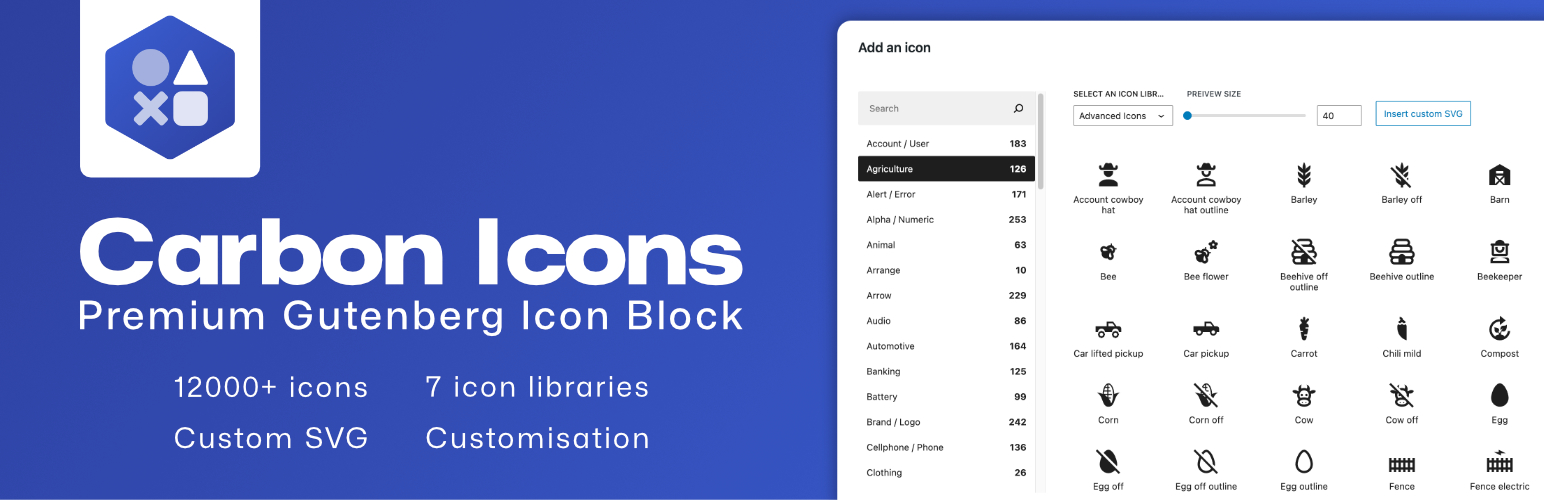 Carbon Icons
Premium Gutenberg Icon Block
12000+ icons
7 icon libraries
Custom SVG
Customisation
Add an icon
Search
Account / User 183
Agriculture 126
Alert / Error 171
Alpha / Numeric 253
Animal 63
Arrange 10
Arrow 229
Audio 86
Automotive 164
Banking 125
Battery 99
Brand / Logo 242
Cellphone / Phone 136
Clothing 26
SELECT AN ICON LIBR...
PREIVEW SIZE
Advanced Icons
40
Insert custom SVG
Account cowboy
hat
Account cowboy
hat outline
Barley
Barley off
Barn
Bee
Bee flower
Beehive off
outline
Beehive outline
Beekeeper
Car lifted pickup
Car pickup
Carrot
Chili mild
Compost
Corn
Corn off
Cow
Cow off
Egg
Egg off
Egg off outline
Egg outline
Fence
Fence electric